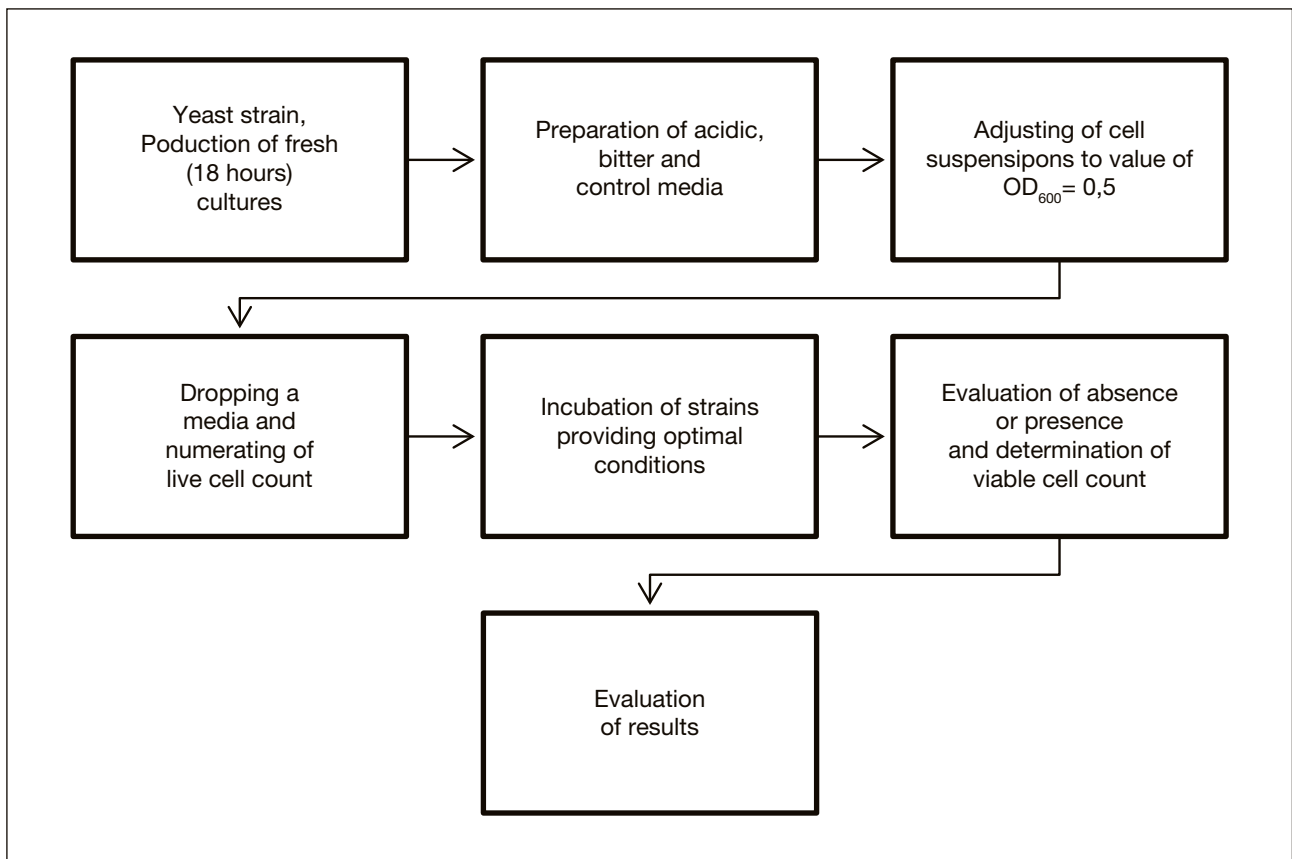 Yeast strain,
Poduction of fresh
(18 hours)
cultures
Preparation of acidic,
bitter and
control media
Adjusting of cell
suspensipons to value of
OD₆₀₀= 0,5
Dropping a
media and
numerating of
live cell count
Incubation of strains
providing optimal
conditions
Evaluation of absence
or presence
and determination of
viable cell count
Evaluation
of results